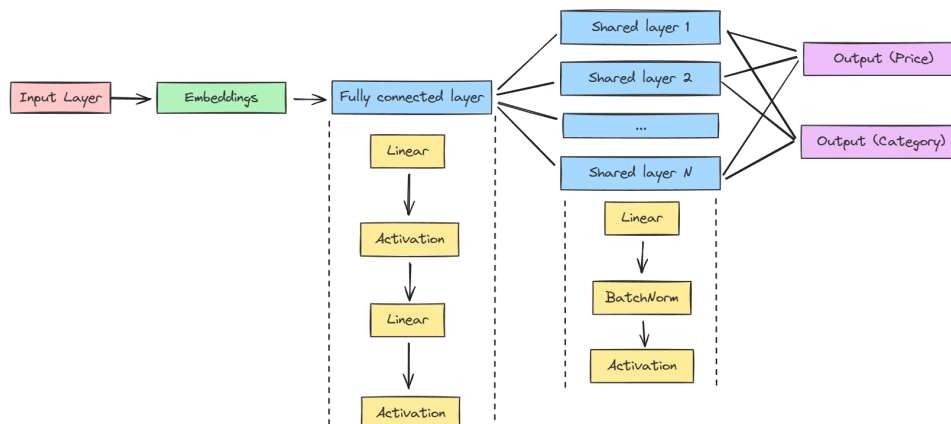 Input Layer
Embeddings
Fully connected layer
Linear
Activation
Linear
Activation
Shared layer 1
Shared layer 2
...
Shared layer N
Linear
BatchNorm
Activation
Output (Price)
Output (Category)